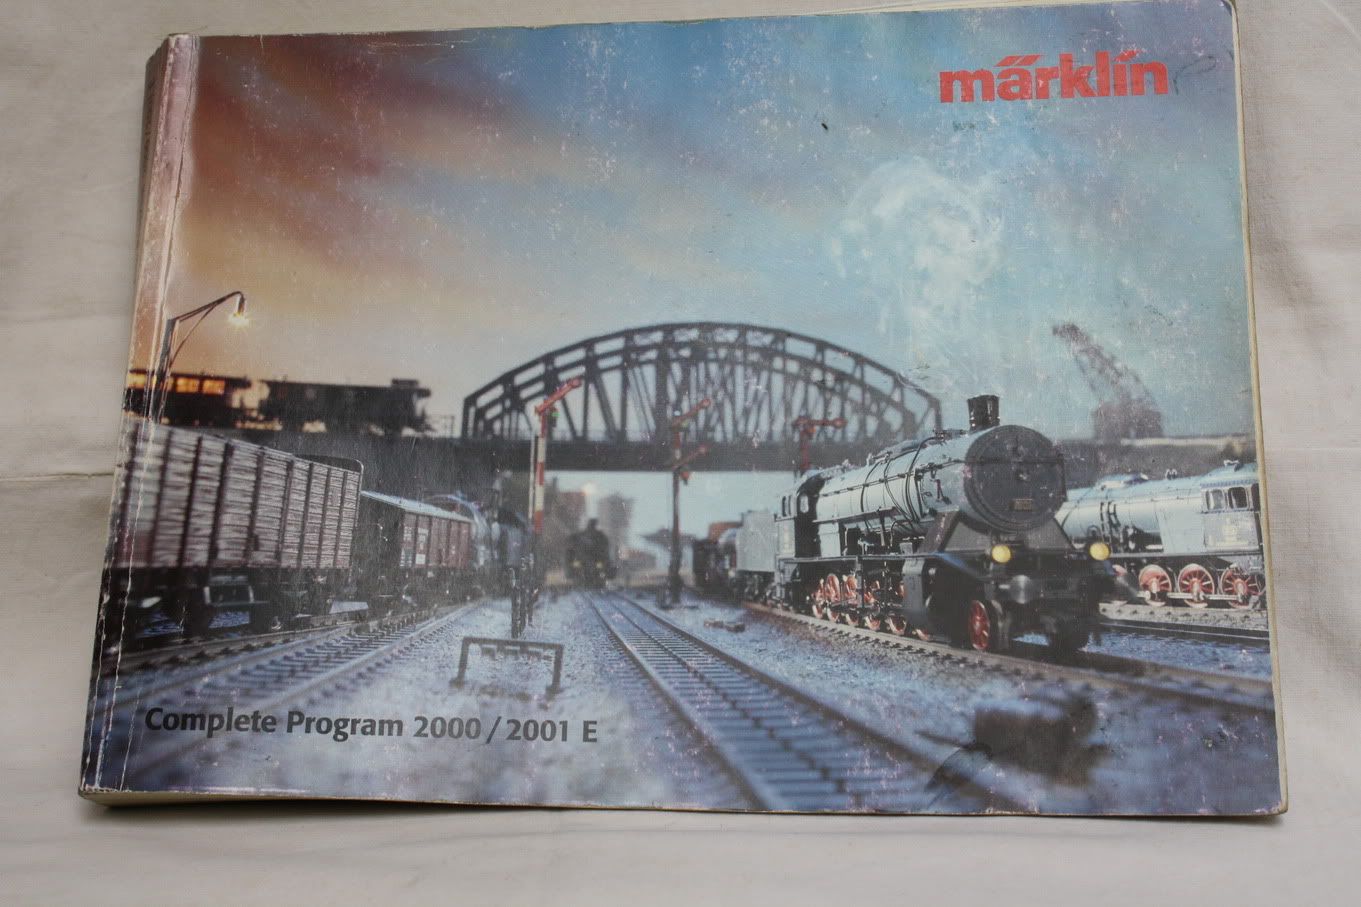 märklin
Complete Program 2000/2001 E